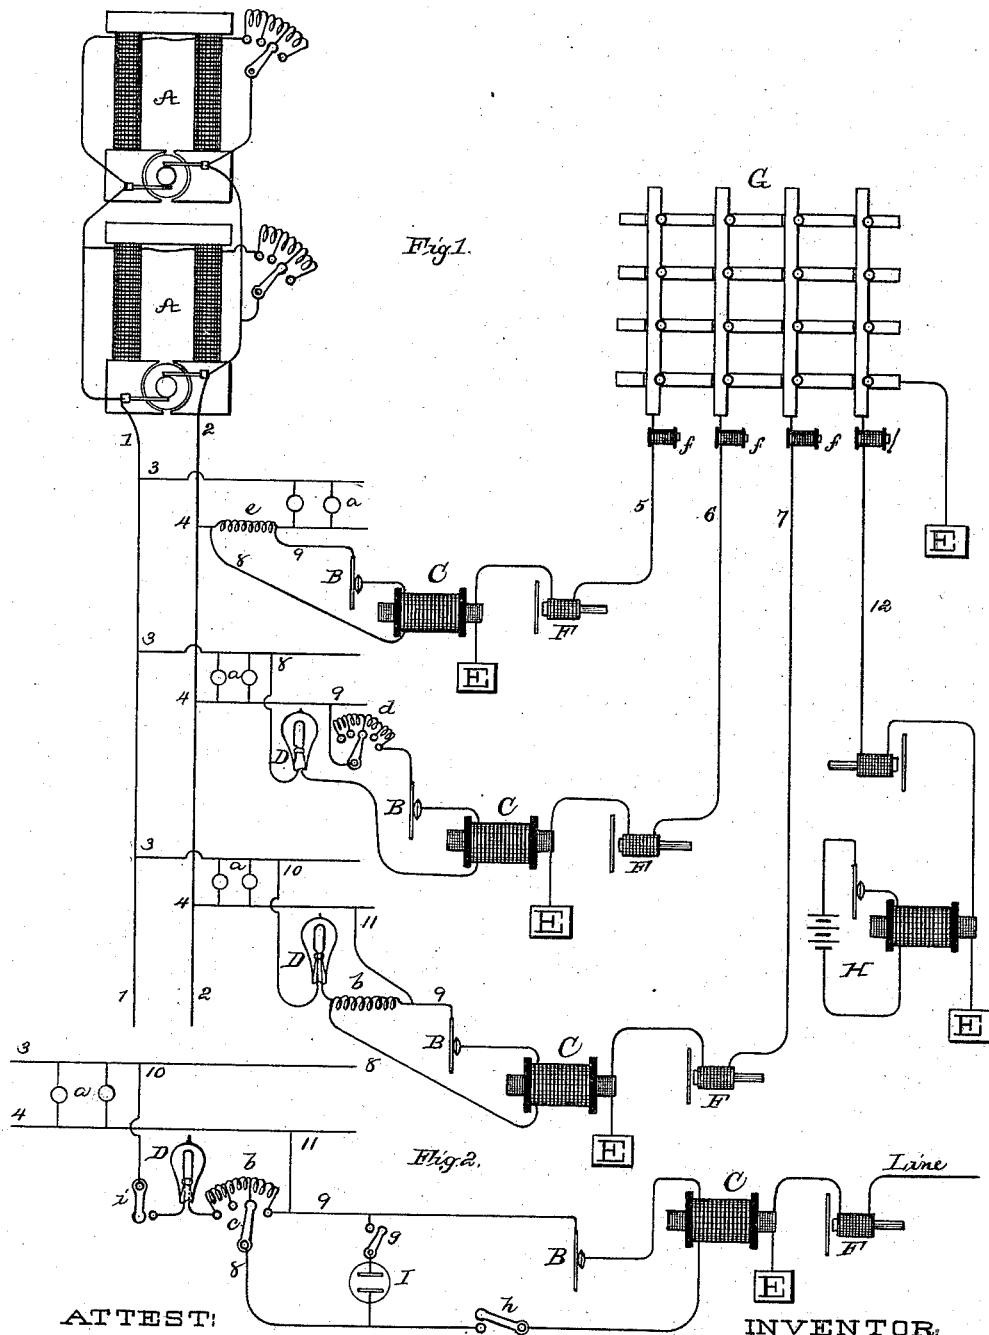 A
G
Fig.1.
A
1 2
f f f f
3
5 6 7
4 e a
E
8 9
B C
12
F
3
E
8
a
4 9 d
D
B C
F
3
a 10
E
4
11
D
H
b 9
1 2
E
B C
3
8
10
a F
4
11
Fig.2.
E
D b
Line
i 9 C
c
g B F
8
I
E
h
ATTEST:
INVENTOR: